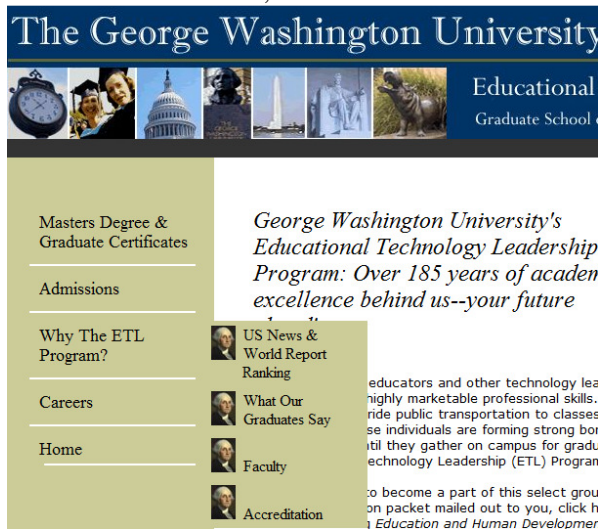 The George Washington University
Educational
Graduate School
Masters Degree &
Graduate Certificates
Admissions
Why The ETL
Program?
Careers
Home
George Washington University's
Educational Technology Leadership
Program: Over 185 years of academ
excellence behind us--your future
US News &
World Report
Ranking
What Our
Graduates Say
Faculty
Accreditation
educators and other technology lea
highly marketable professional skills.
ride public transportation to classes
se individuals are forming strong bon
til they gather on campus for gradu
echnology Leadership (ETL) Program
to become a part of this select grou
on packet mailed out to you, click h
Education and Human Developmen